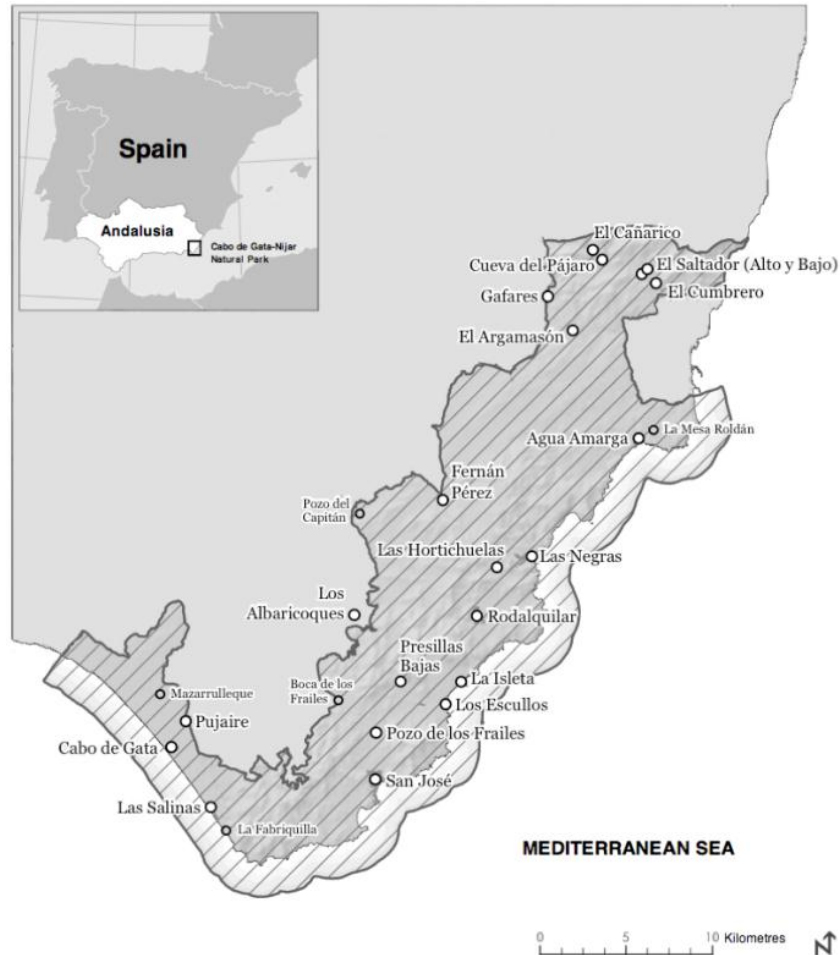 Spain
Andalusia
Cabo de Gata-Níjar
Natural Park
El Cañarico
Cueva del Pájaro
El Saltador (Alto y Bajo)
Gafares
El Cumbrero
El Argamasón
La Mesa Roldán
Agua Amarga
Fernán
Pérez
Pozo del
Capitán
Las Hortichuelas
Las Negras
Los
Albaricoques
Rodalquilar
Presillas
Bajas
La Isleta
Boca de los
Frailes
Mazarrulleque
Los Escullos
Pujaire
Pozo de los Frailes
Cabo de Gata
San José
Las Salinas
La Fabriquilla
MEDITERRANEAN SEA
0 5 10 Kilometres
N